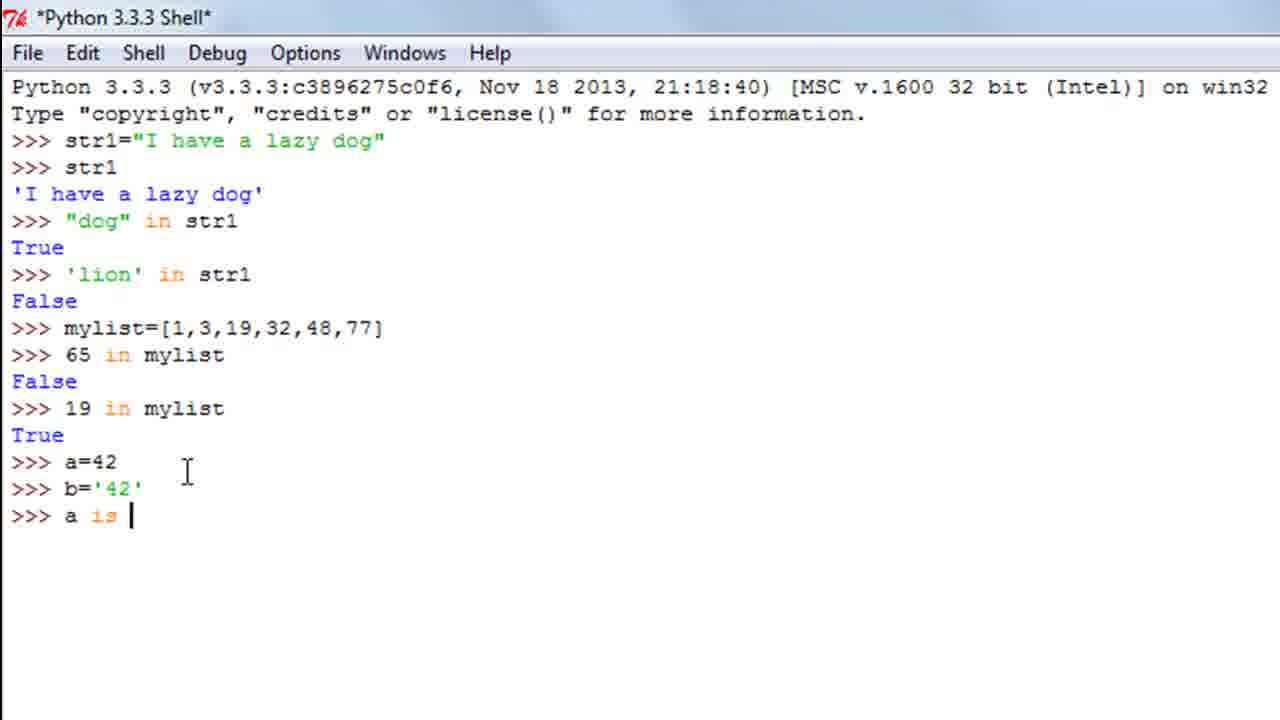 *Python 3.3.3 Shell*
File Edit Shell Debug Options Windows Help
Python 3.3.3 (v3.3.3:c3896275c0f6, Nov 18 2013, 21:18:40) [MSC v.1600 32 bit (Intel)] on win32
Type "copyright", "credits" or "license()" for more information.
>>> str1="I have a lazy dog"
>>> str1
'I have a lazy dog'
>>> "dog" in str1
True
>>> 'lion' in str1
False
>>> mylist=[1,3,19,32,48,77]
>>> 65 in mylist
False
>>> 19 in mylist
True
>>> a=42
>>> b='42'
>>> a is